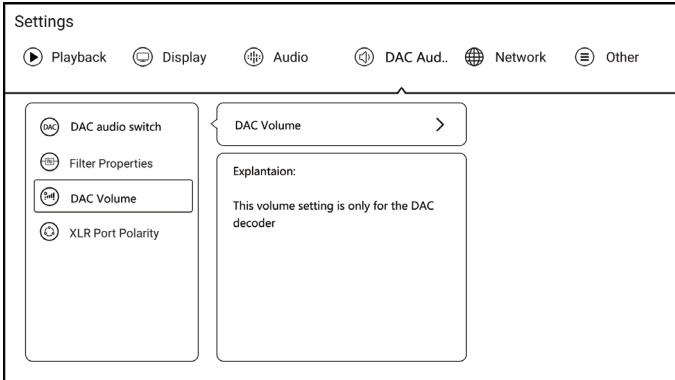 Settings
Playback Display Audio DAC Aud.. Network Other
DAC DAC audio switch
Filter Properties
DAC Volume
XLR Port Polarity
DAC Volume
Explantaion:
This volume setting is only for the DAC
decoder